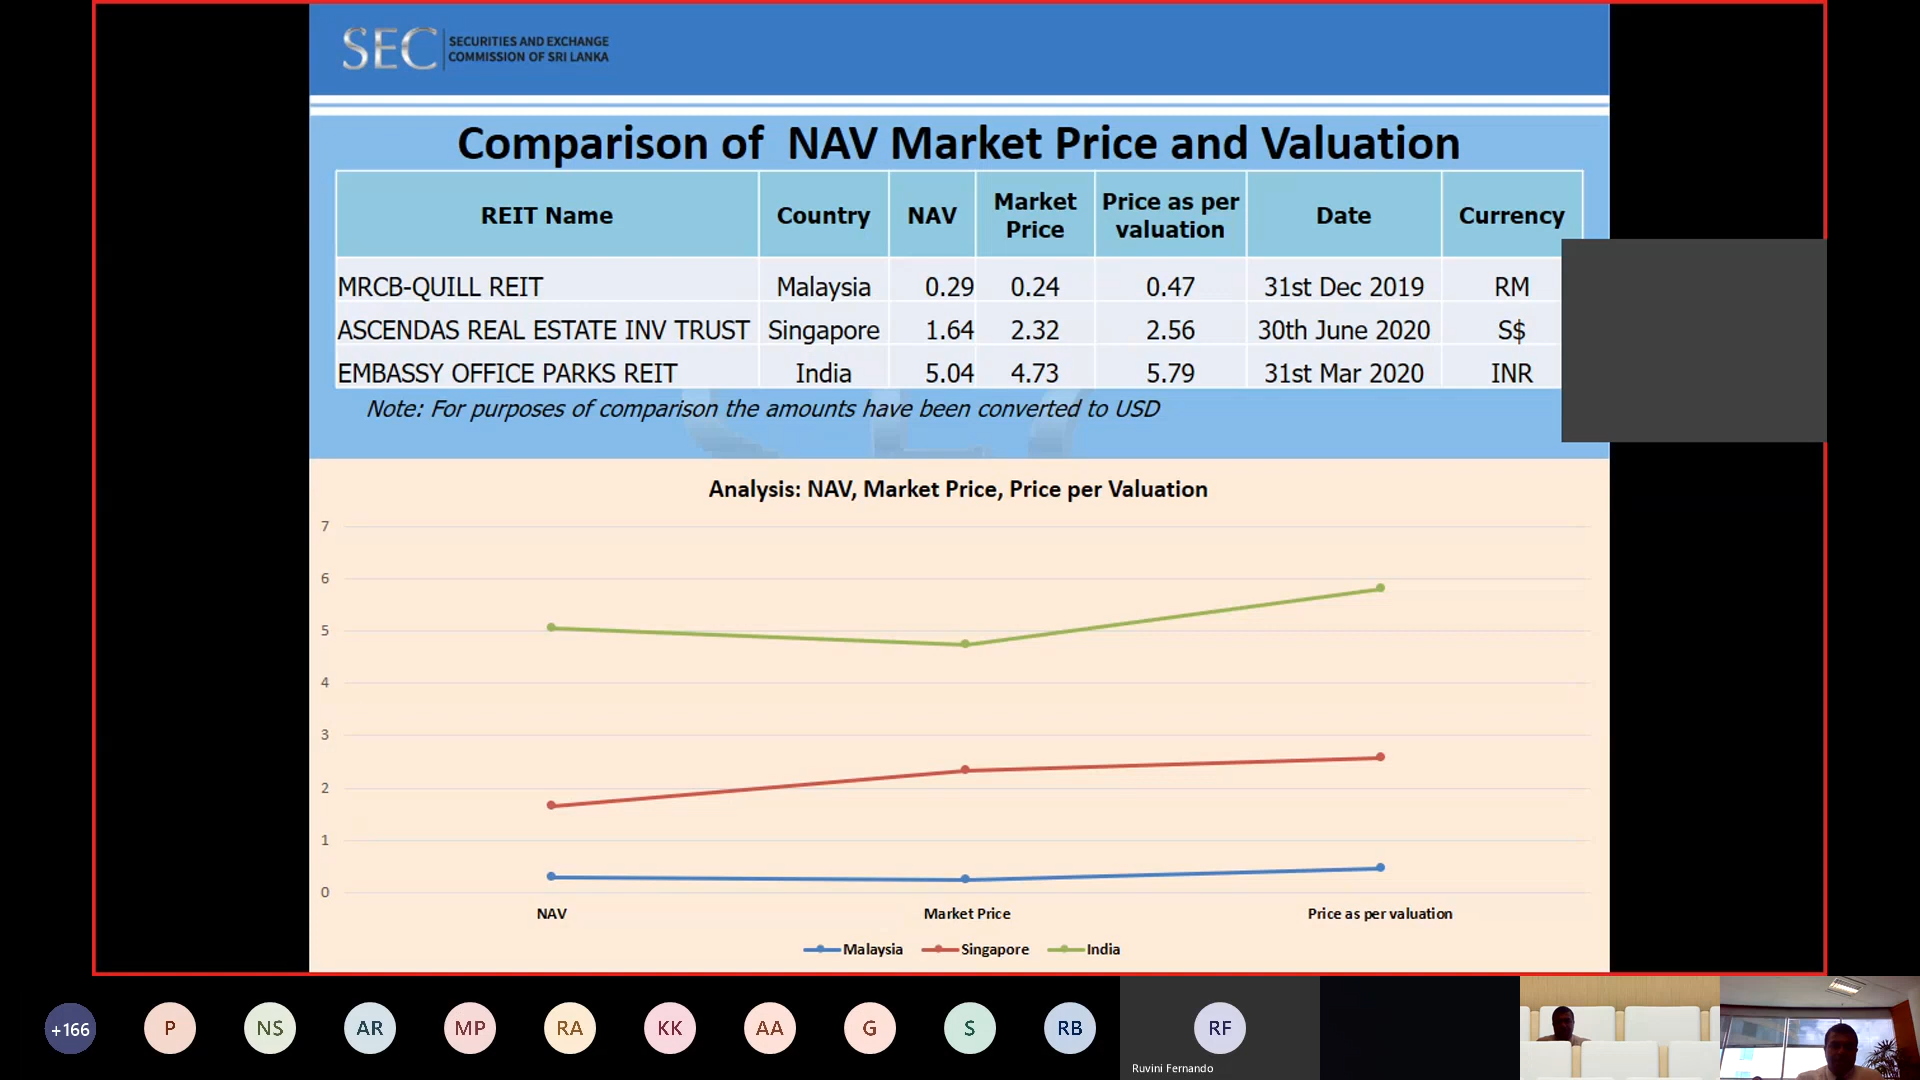 SEC SECURITIES AND EXCHANGE
COMMISSION OF SRI LANKA
Comparison of NAV Market Price and Valuation
REIT Name Country NAV Market Price Price as per valuation Date Currency
MRCB-QUILL REIT Malaysia 0.29 0.24 0.47 31st Dec 2019 RM
ASCENDAS REAL ESTATE INV TRUST Singapore 1.64 2.32 2.56 30th June 2020 S$
EMBASSY OFFICE PARKS REIT India 5.04 4.73 5.79 31st Mar 2020 INR
Note: For purposes of comparison the amounts have been converted to USD
Analysis: NAV, Market Price, Price per Valuation
7
6
5
4
3
2
1
0
NAV Market Price Price as per valuation
Malaysia Singapore India
+166 P NS AR MP RA KK AA G S RB RF
Ruvini Fernando